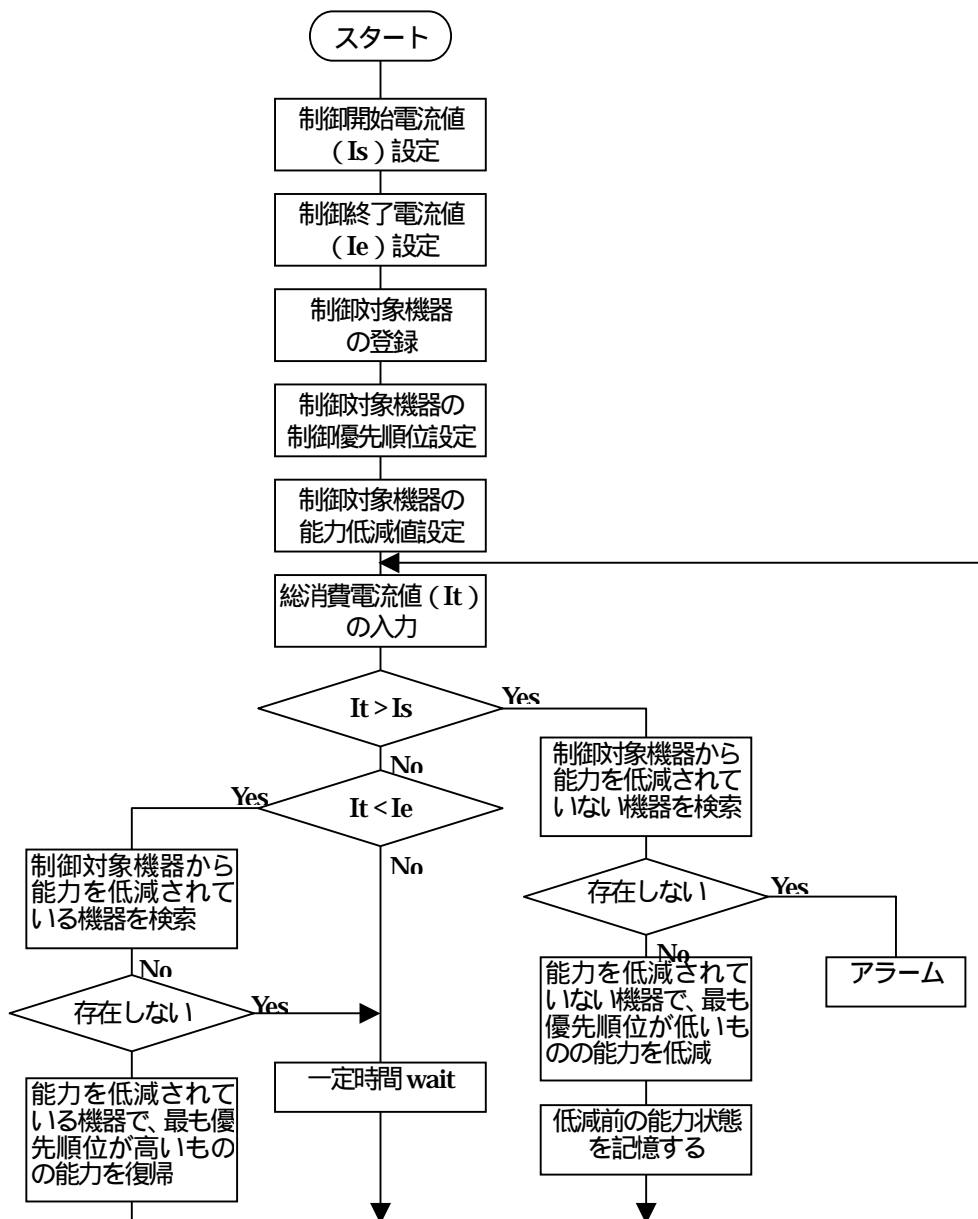 スタート
制御開始電流値
(Is)設定
制御終了電流値
(Ie)設定
制御対象機器
の登録
制御対象機器の
制御優先順位設定
制御対象機器の
能力低減値設定
総消費電流値(It)
の入力
It > Is
Yes
No
制御対象機器から
能力を低減されて
いない機器を検索
It < Ie
Yes
No
制御対象機器から
能力を低減されて
いる機器を検索
存在しない
Yes
No
アラーム
No
存在しない
Yes
能力を低減されて
いない機器で、最も
優先順位が低いも
のの能力を低減
一定時間 wait
能力を低減されて
いる機器で、最も優
先順位が高いもの
の能力を復帰
低減前の能力状態
を記憶する